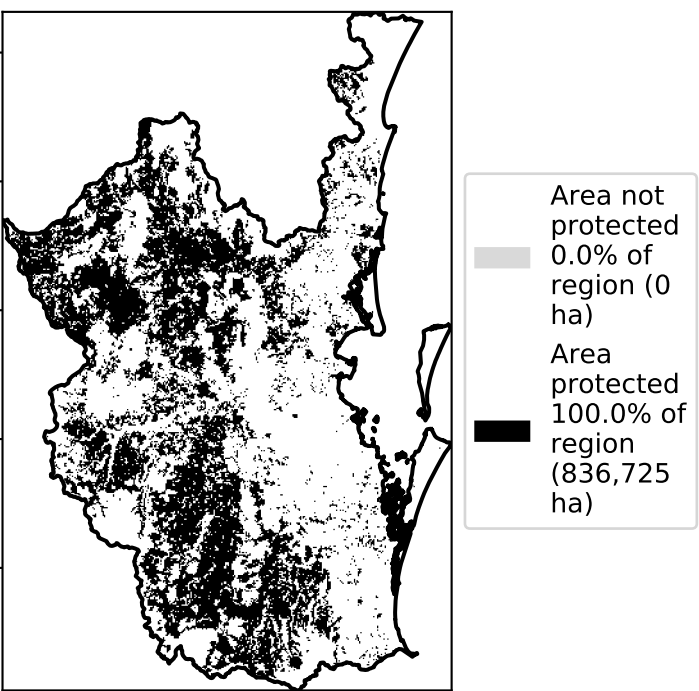 Area not
protected
0.0% of
region (0
ha)
Area
protected
100.0% of
region
(836,725
ha)